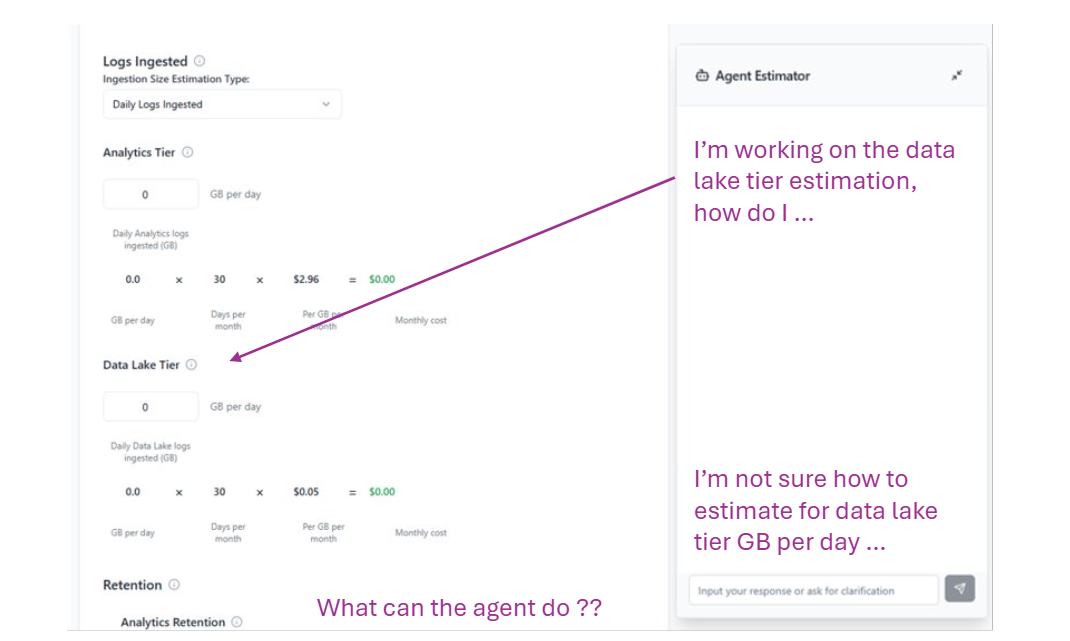 Logs Ingested
Ingestion Size Estimation Type:
Daily Logs Ingested
Analytics Tier
0 GB per day
Daily Analytics logs
ingested (GB)
0.0 × 30 × $2.96 = $0.00
GB per day
Days per
month
Per GB per
month
Monthly cost
Data Lake Tier
0 GB per day
Daily Data Lake logs
ingested (GB)
0.0 × 30 × $0.05 = $0.00
GB per day
Days per
month
Per GB per
month
Monthly cost
Retention
Analytics Retention
What can the agent do ??
Agent Estimator
I'm working on the data
lake tier estimation,
how do I ...
I'm not sure how to
estimate for data lake
tier GB per day ...
Input your response or ask for clarification